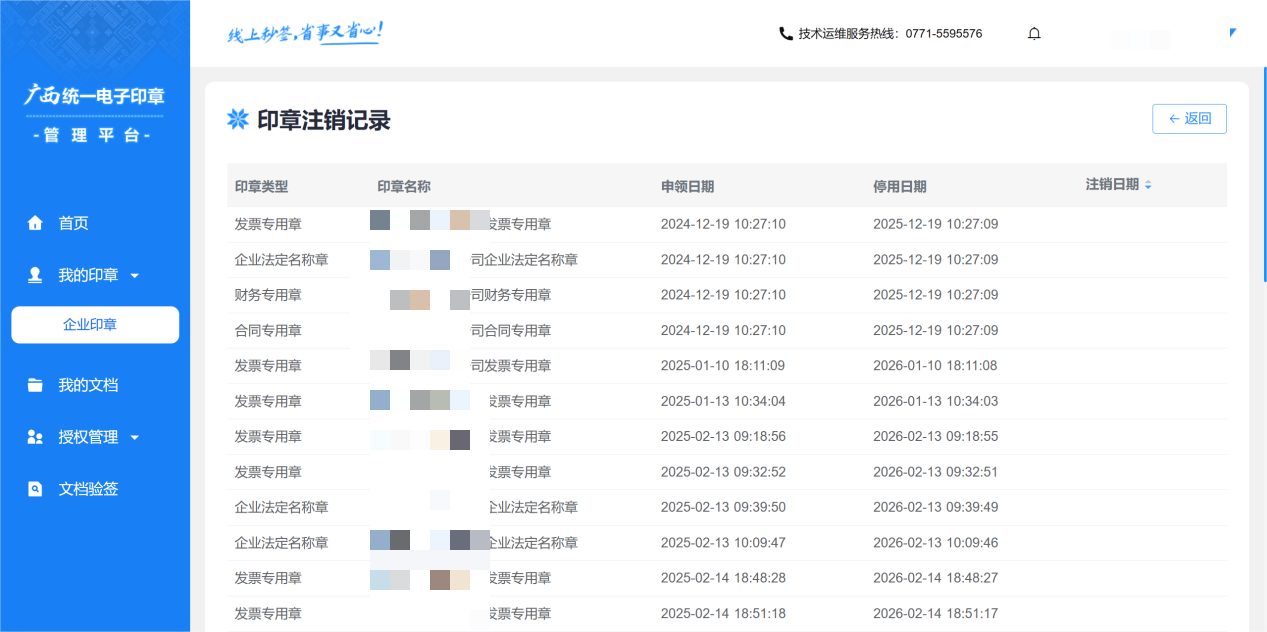 线上秒签,省事又省心!
技术运维服务热线：0771-5595576
广西统一电子印章
-管 理 平 台-
首页
我的印章
企业印章
我的文档
授权管理
文档验签
印章注销记录
← 返回
印章类型 印章名称 申领日期 停用日期 注销日期
发票专用章 发票专用章 2024-12-19 10:27:10 2025-12-19 10:27:09
企业法定名称章 司企业法定名称章 2024-12-19 10:27:10 2025-12-19 10:27:09
财务专用章 司财务专用章 2024-12-19 10:27:10 2025-12-19 10:27:09
合同专用章 司合同专用章 2024-12-19 10:27:10 2025-12-19 10:27:09
发票专用章 司发票专用章 2025-01-10 18:11:09 2026-01-10 18:11:08
发票专用章 发票专用章 2025-01-13 10:34:04 2026-01-13 10:34:03
发票专用章 发票专用章 2025-02-13 09:18:56 2026-02-13 09:18:55
发票专用章 发票专用章 2025-02-13 09:32:52 2026-02-13 09:32:51
企业法定名称章 企业法定名称章 2025-02-13 09:39:50 2026-02-13 09:39:49
企业法定名称章 企业法定名称章 2025-02-13 10:09:47 2026-02-13 10:09:46
发票专用章 发票专用章 2025-02-14 18:48:28 2026-02-14 18:48:27
发票专用章 发票专用章 2025-02-14 18:51:18 2026-02-14 18:51:17